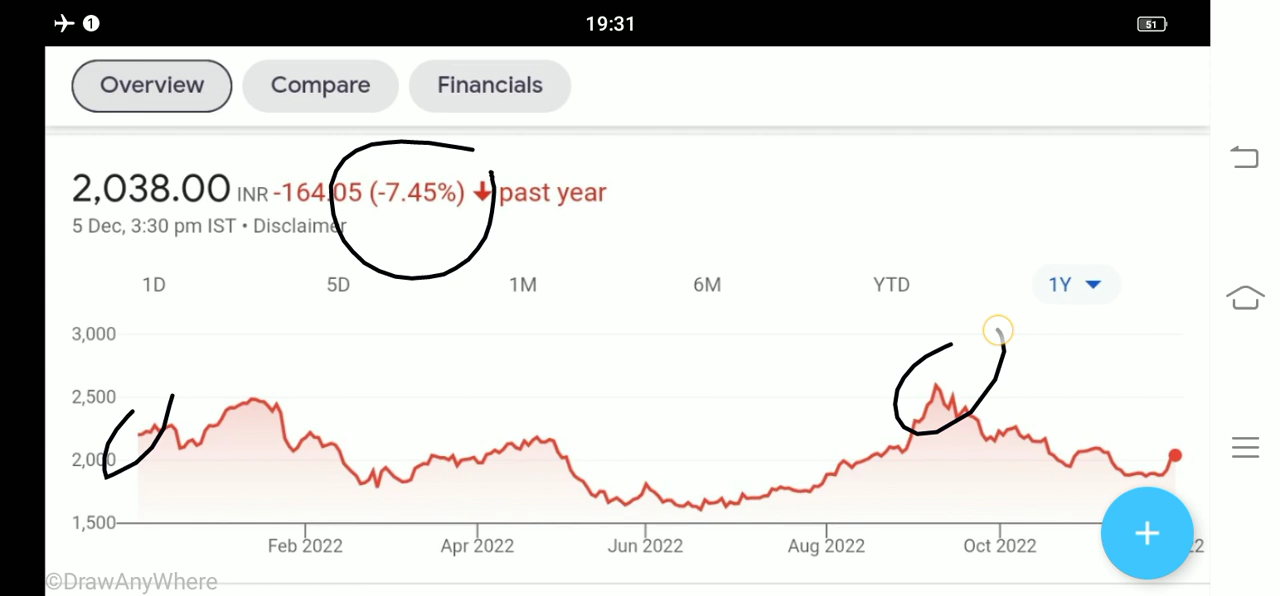 1 19:31 51
Overview Compare Financials
2,038.00 INR -164.05 (-7.45%) past year
5 Dec, 3:30 pm IST • Disclaimer
1D 5D 1M 6M YTD 1Y
3,000
2,500
2,000
1,500
Feb 2022 Apr 2022 Jun 2022 Aug 2022 Oct 2022
©DrawAnyWhere